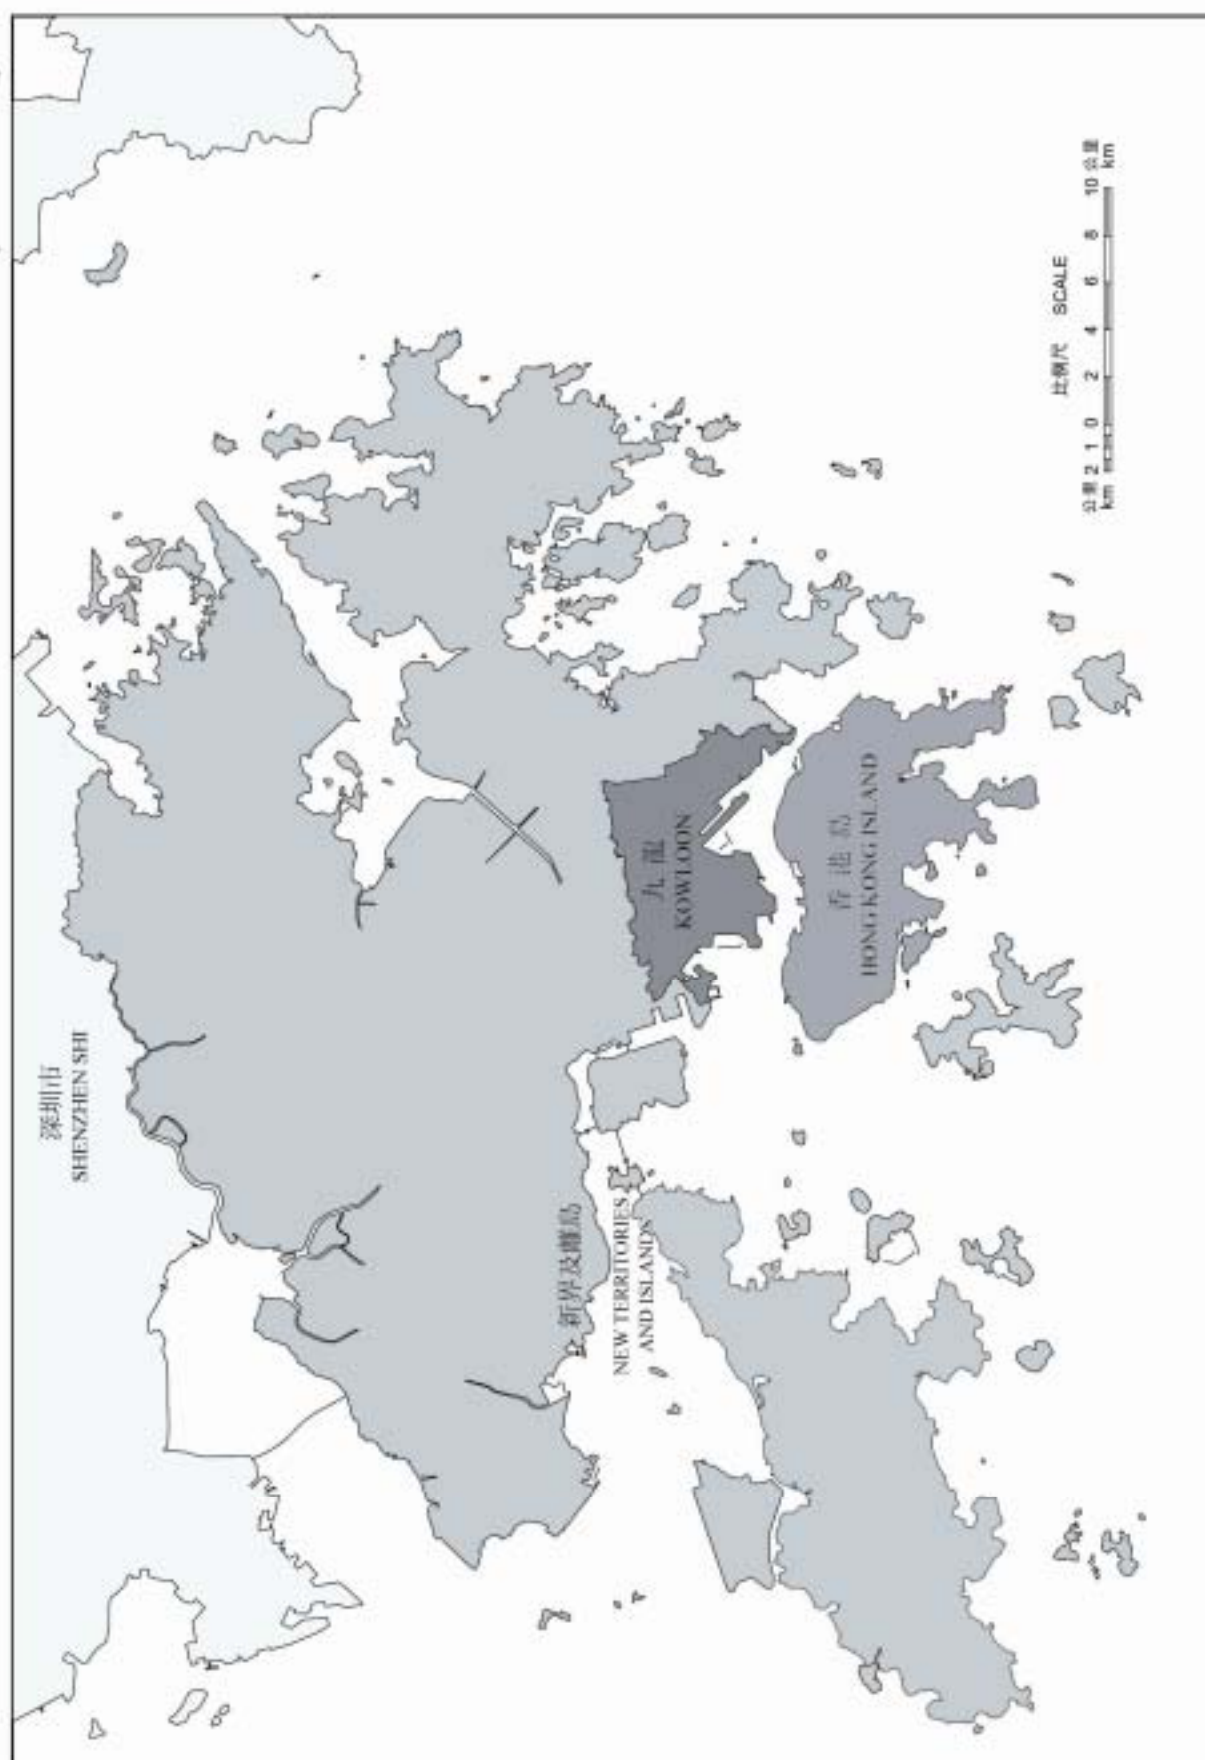 深圳市
SHENZHEN SHI
新界及離島
NEW TERRITORIES
AND ISLANDS
九龍
KOWLOON
香港島
HONG KONG ISLAND
比例尺 SCALE
公里 2 1 0 2 4 6 8 10 公里
km km